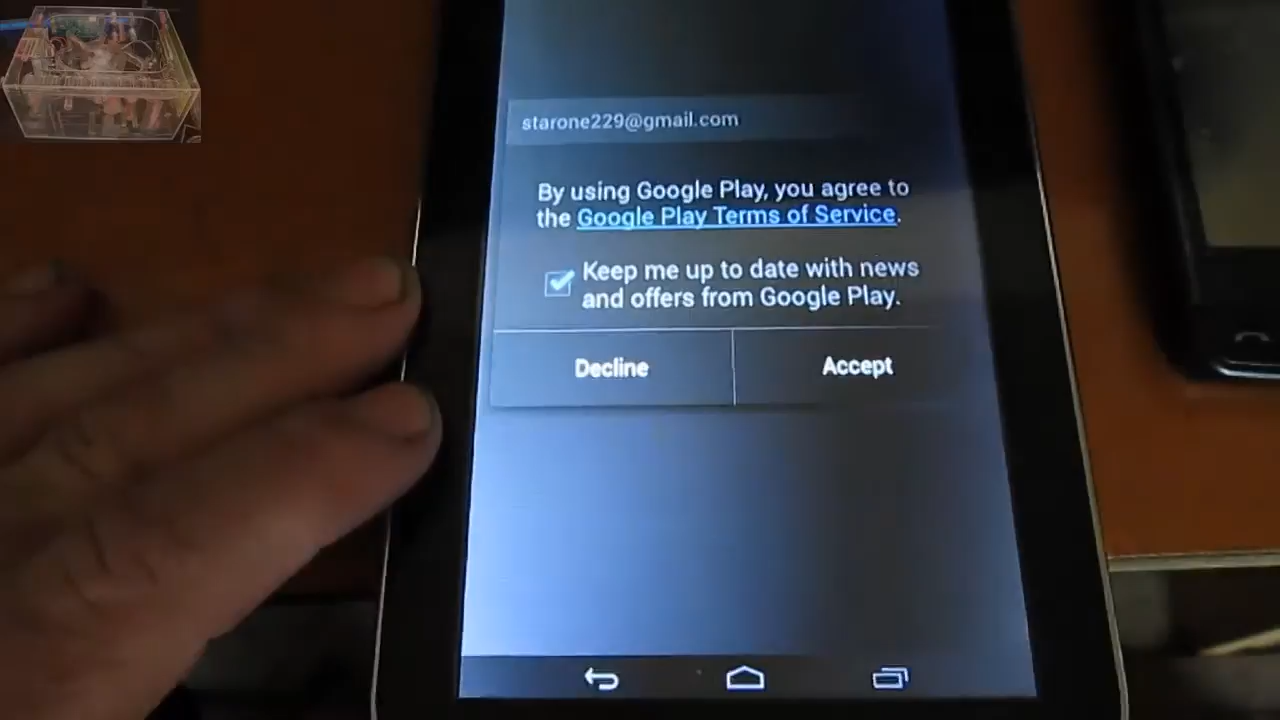 starone229@gmail.com
By using Google Play, you agree to
the Google Play Terms of Service.
Keep me up to date with news
and offers from Google Play.
Decline
Accept